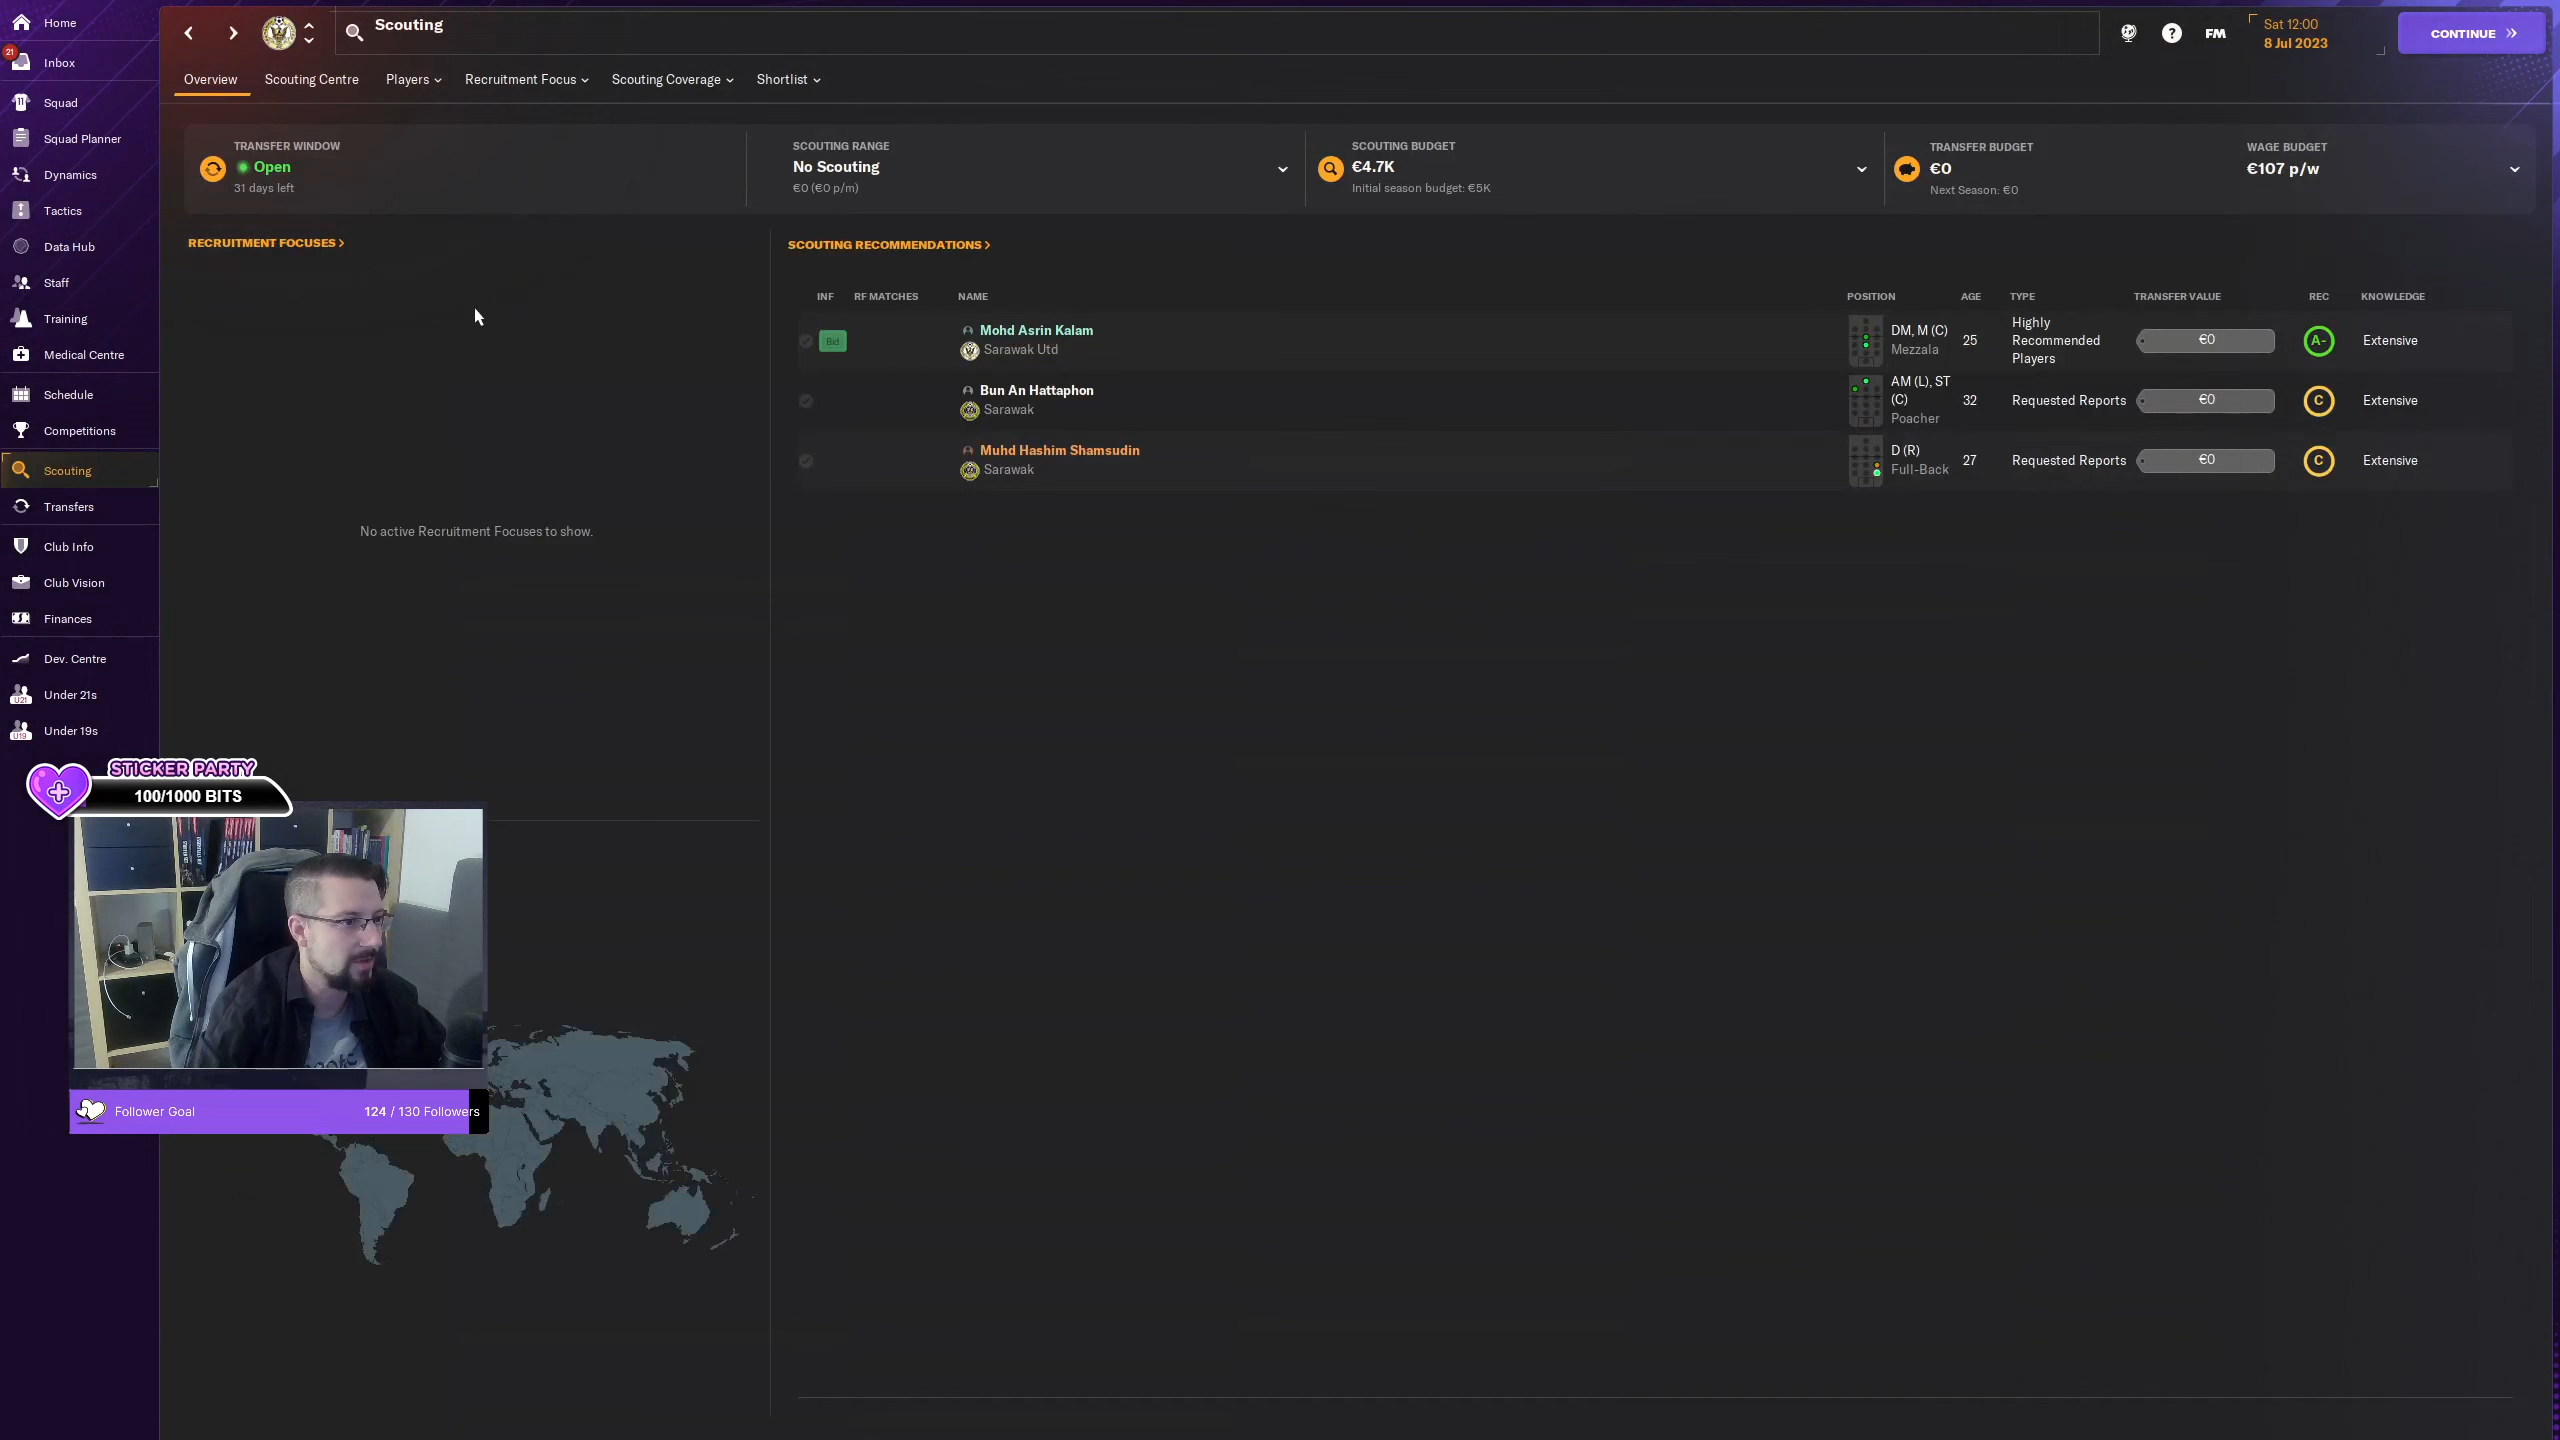 Home
21
Inbox
Squad
Squad Planner
Dynamics
Tactics
Data Hub
Staff
Training
Medical Centre
Schedule
Competitions
Scouting
Transfers
Club Info
Club Vision
Finances
Dev. Centre
U21
Under 21s
U19
Under 19s
Scouting
FM
Sat 12:00
8 Jul 2023
CONTINUE
Overview
Scouting Centre
Players
Recruitment Focus
Scouting Coverage
Shortlist
TRANSFER WINDOW
Open
31 days left
SCOUTING RANGE
No Scouting
€0 (€0 p/m)
SCOUTING BUDGET
€4.7K
Initial season budget: €5K
TRANSFER BUDGET
€0
Next Season: €0
WAGE BUDGET
€107 p/w
RECRUITMENT FOCUSES >
No active Recruitment Focuses to show.
SCOUTING RECOMMENDATIONS >
INF RF MATCHES NAME POSITION AGE TYPE TRANSFER VALUE REC KNOWLEDGE
Bid
Mohd Asrin Kalam
Sarawak Utd
DM, M (C)
Mezzala
25
Highly
Recommended
Players
€0
A-
Extensive
Bun An Hattaphon
Sarawak
AM (L), ST
(C)
Poacher
32
Requested Reports
€0
C
Extensive
Muhd Hashim Shamsudin
Sarawak
D (R)
Full-Back
27
Requested Reports
€0
C
Extensive
STICKER PARTY
100/1000 BITS
Follower Goal
124 / 130 Followers